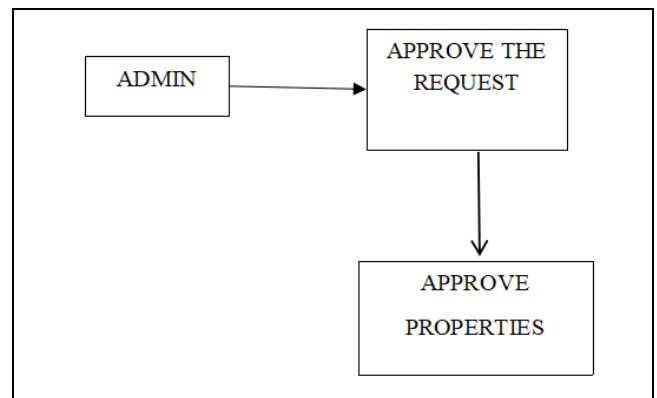 ADMIN
APPROVE THE
REQUEST
APPROVE
PROPERTIES